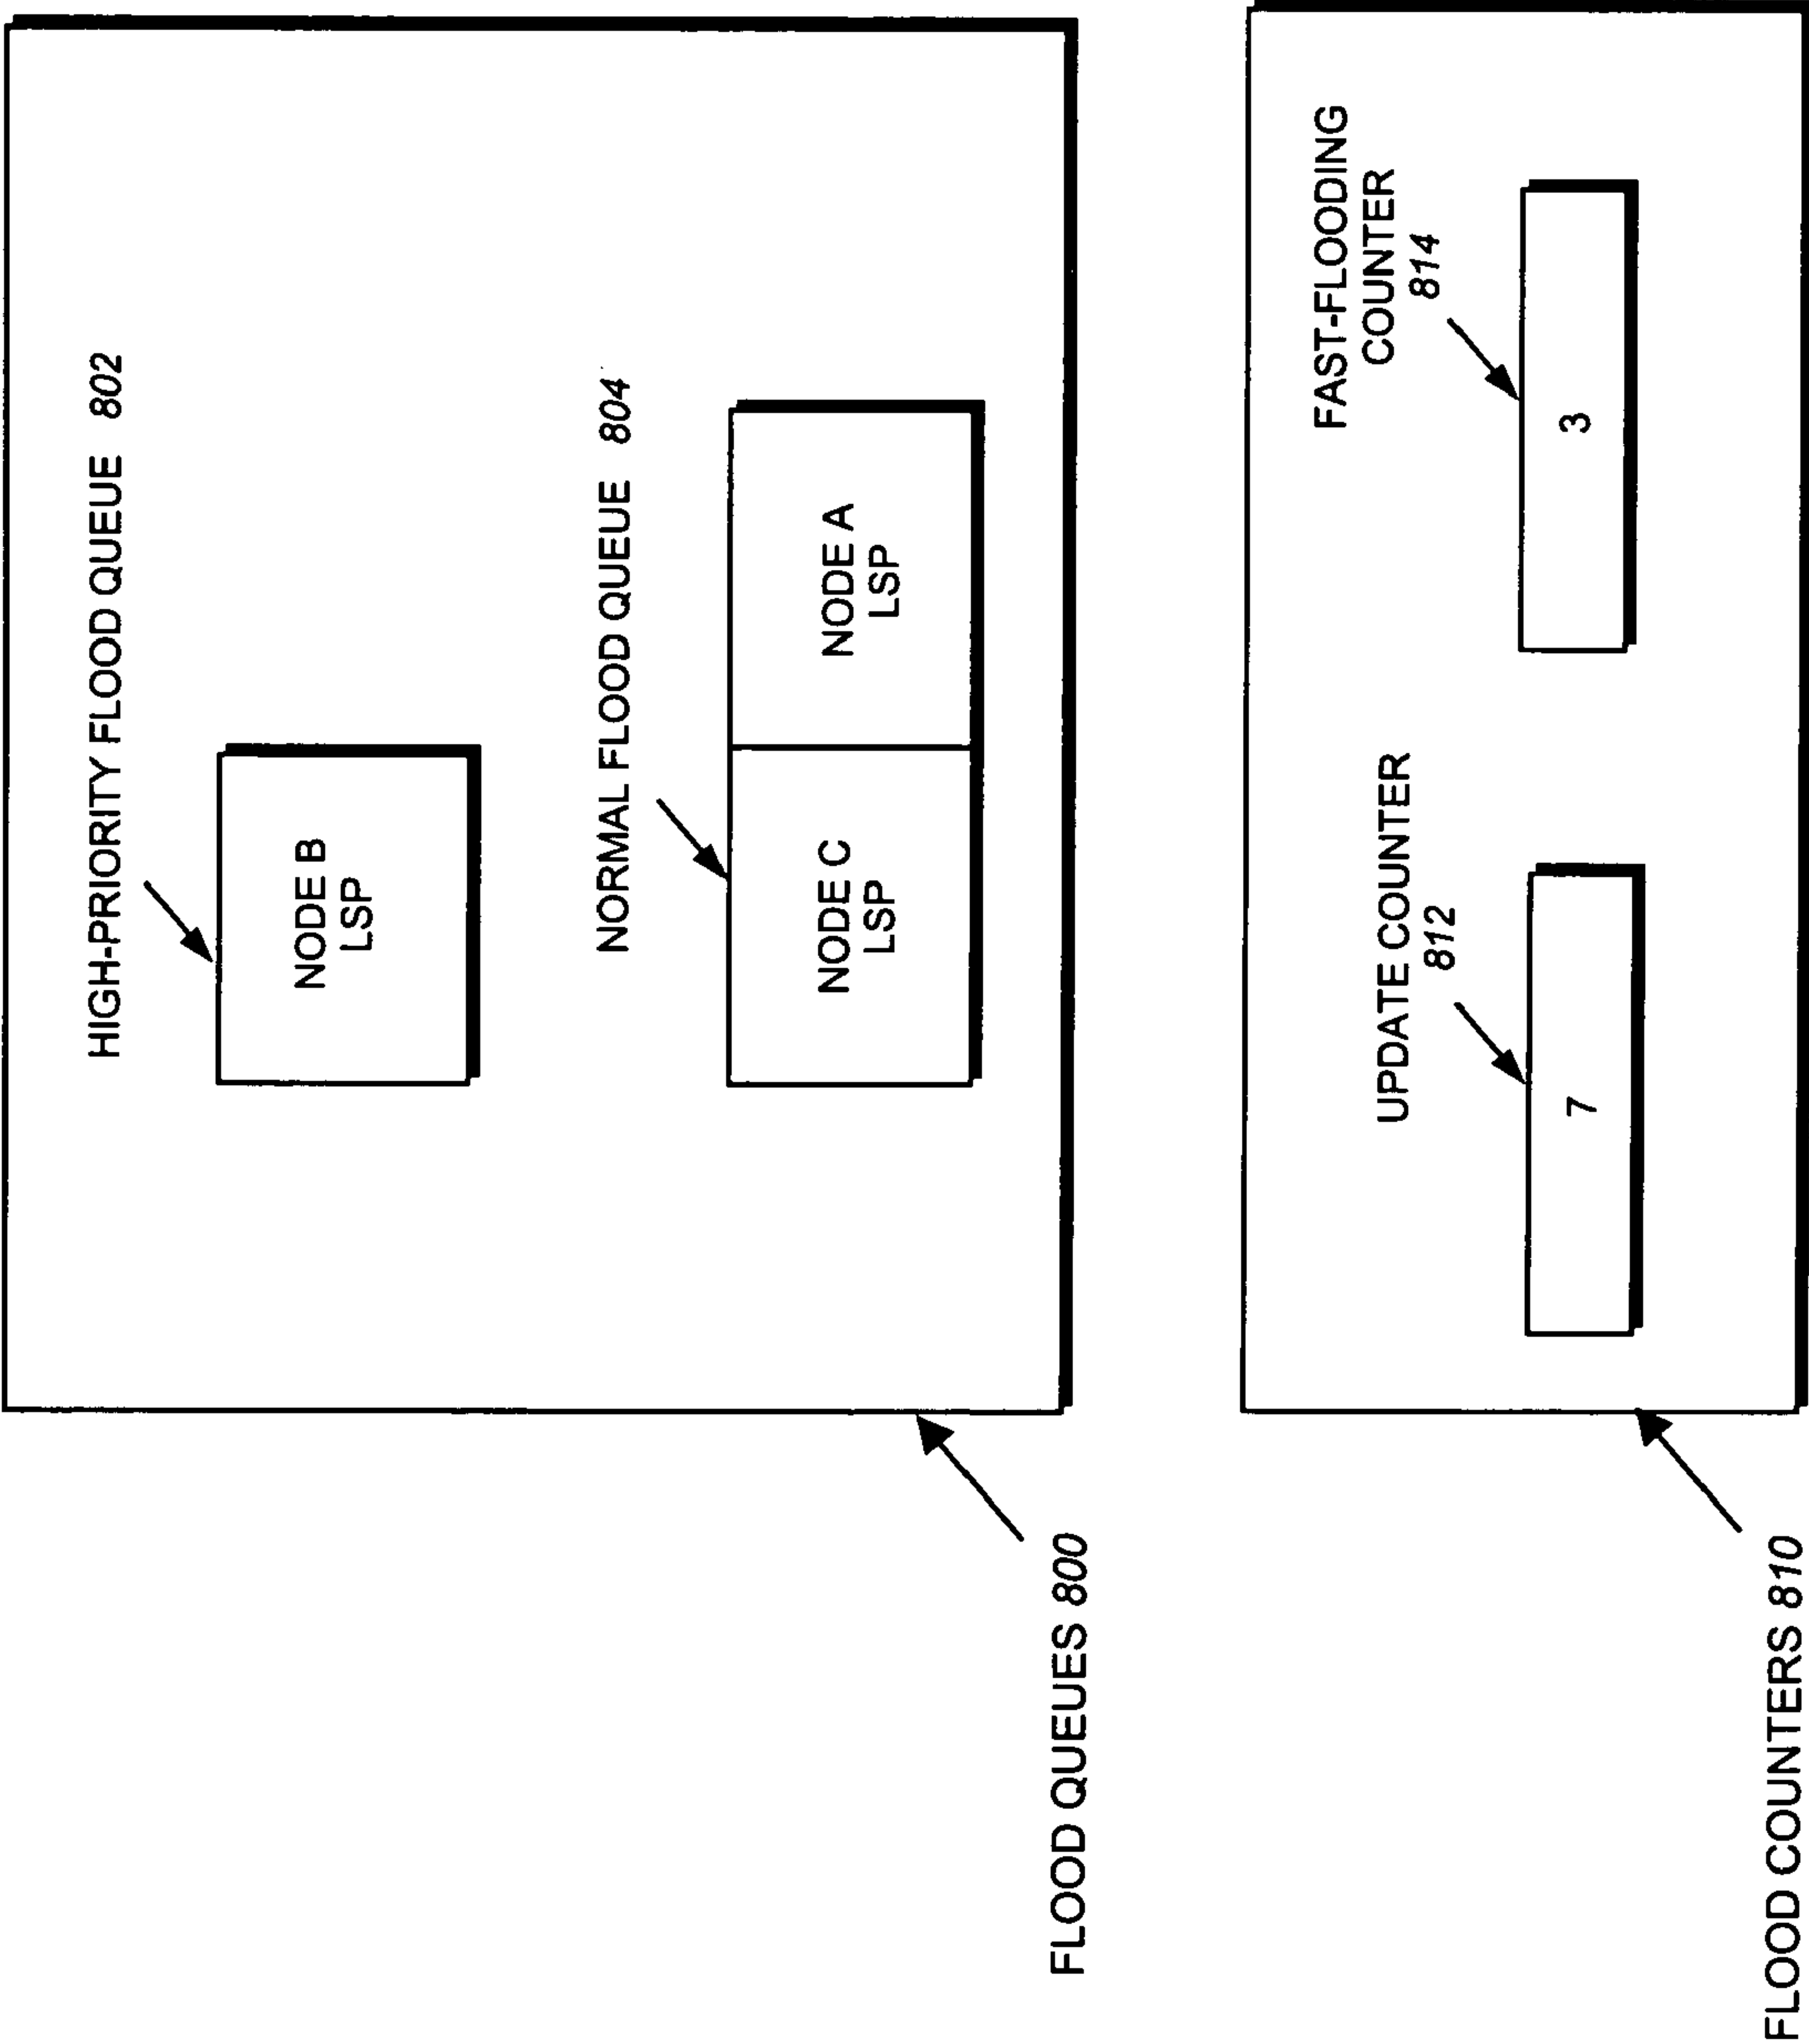 HIGH-PRIORITY FLOOD QUEUE 802
NODE B
LSP
NORMAL FLOOD QUEUE 804
NODE C
LSP
NODE A
LSP
FLOOD QUEUES 800
UPDATE COUNTER
812
7
FAST-FLOODING
COUNTER
814
3
FLOOD COUNTERS 810